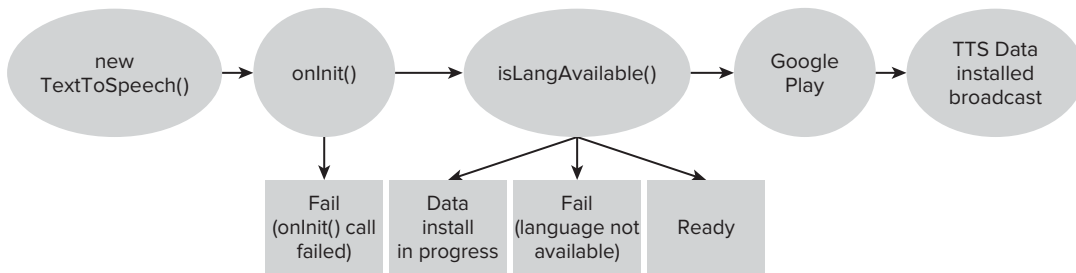 new
TextToSpeech()
onInit()
isLangAvailable()
Google
Play
TTS Data
installed
broadcast
Fail
(onInit() call
failed)
Data
install
in progress
Fail
(language not
available)
Ready